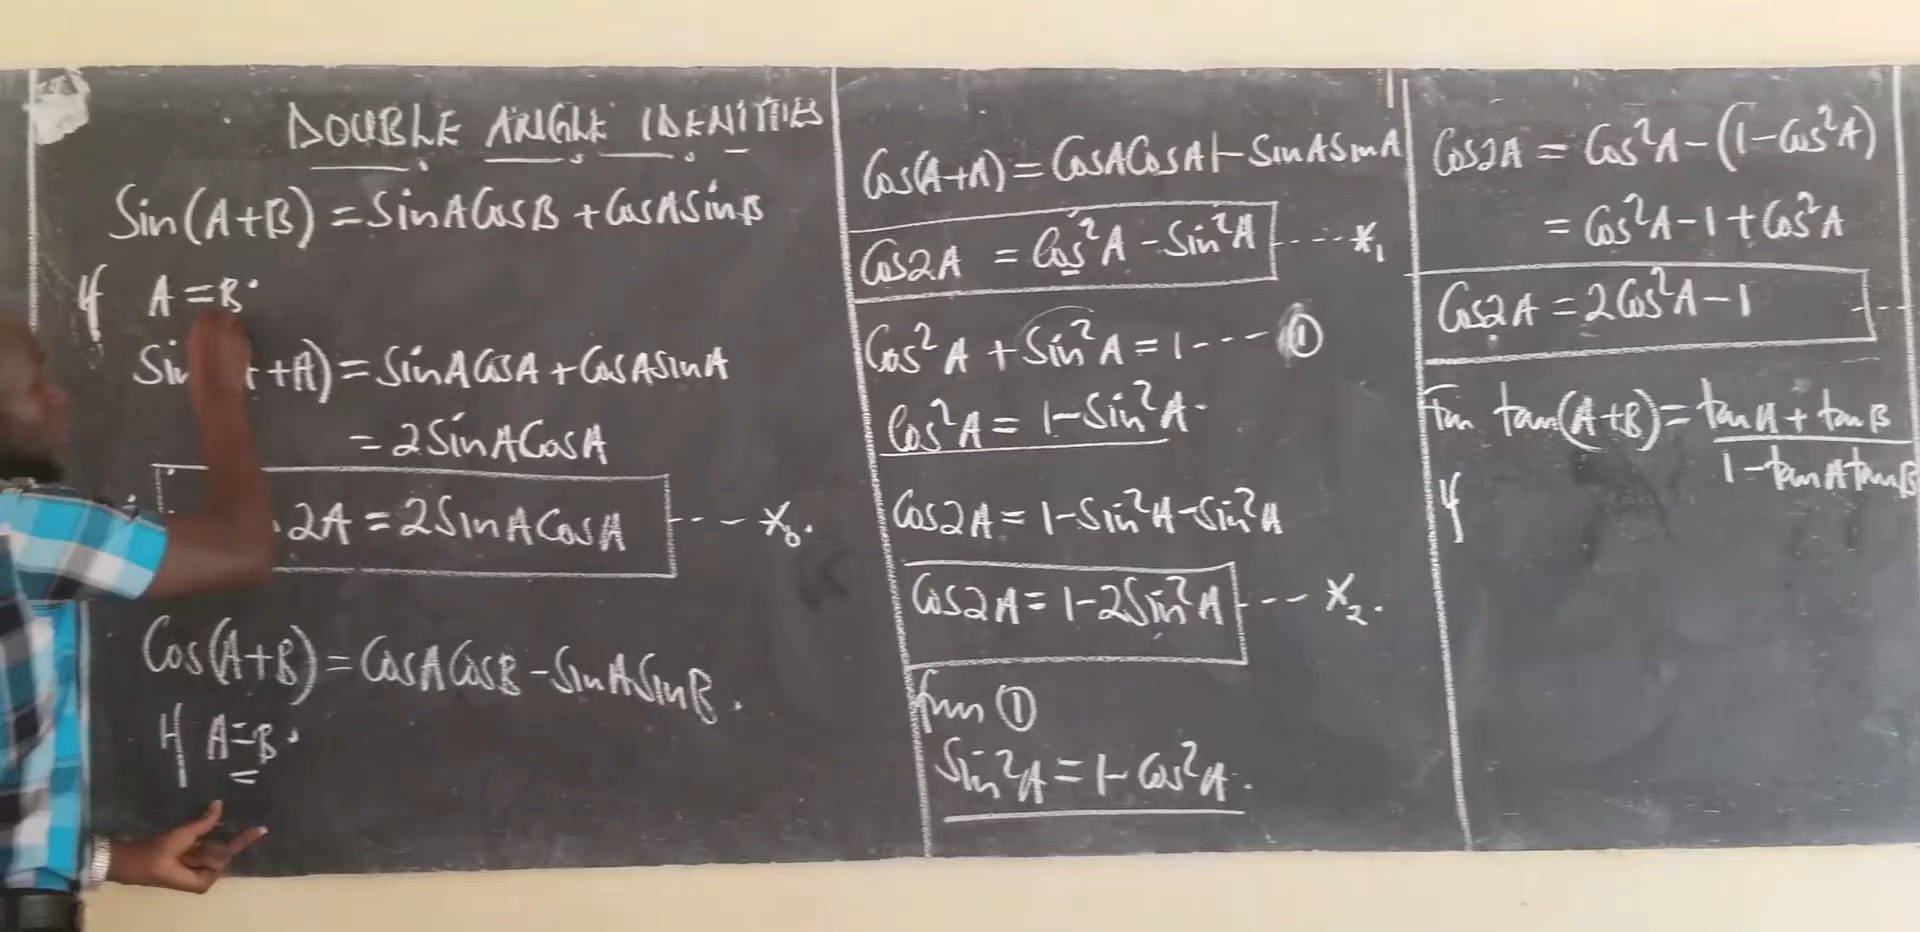 DOUBLE ANGLE IDENITIES
Sin(A+B) = SinACosB + CosASinB
If A=B.
Sin +A) = SinACosA + CosASinA
= 2SinACosA
2A = 2SinACosA ---- *₀.
Cos(A+B) = CosACosB - SinASinB.
If A=B.
Cos(A+A) = CosACosA - SinASinA
Cos2A = Cos²A - Sin²A ----- *₁
Cos²A + Sin²A = 1 ---- ①
Cos²A = 1-Sin²A.
Cos2A = 1-Sin²A-Sin²A
Cos2A = 1-2Sin²A --- *₂.
from ①
Sin²A = 1-Cos²A.
Cos2A = Cos²A-(1-Cos²A)
= Cos²A-1+Cos²A
Cos2A = 2Cos²A-1 ---
tan(A+B) = tanA + tanB
1-tanAtanB
If